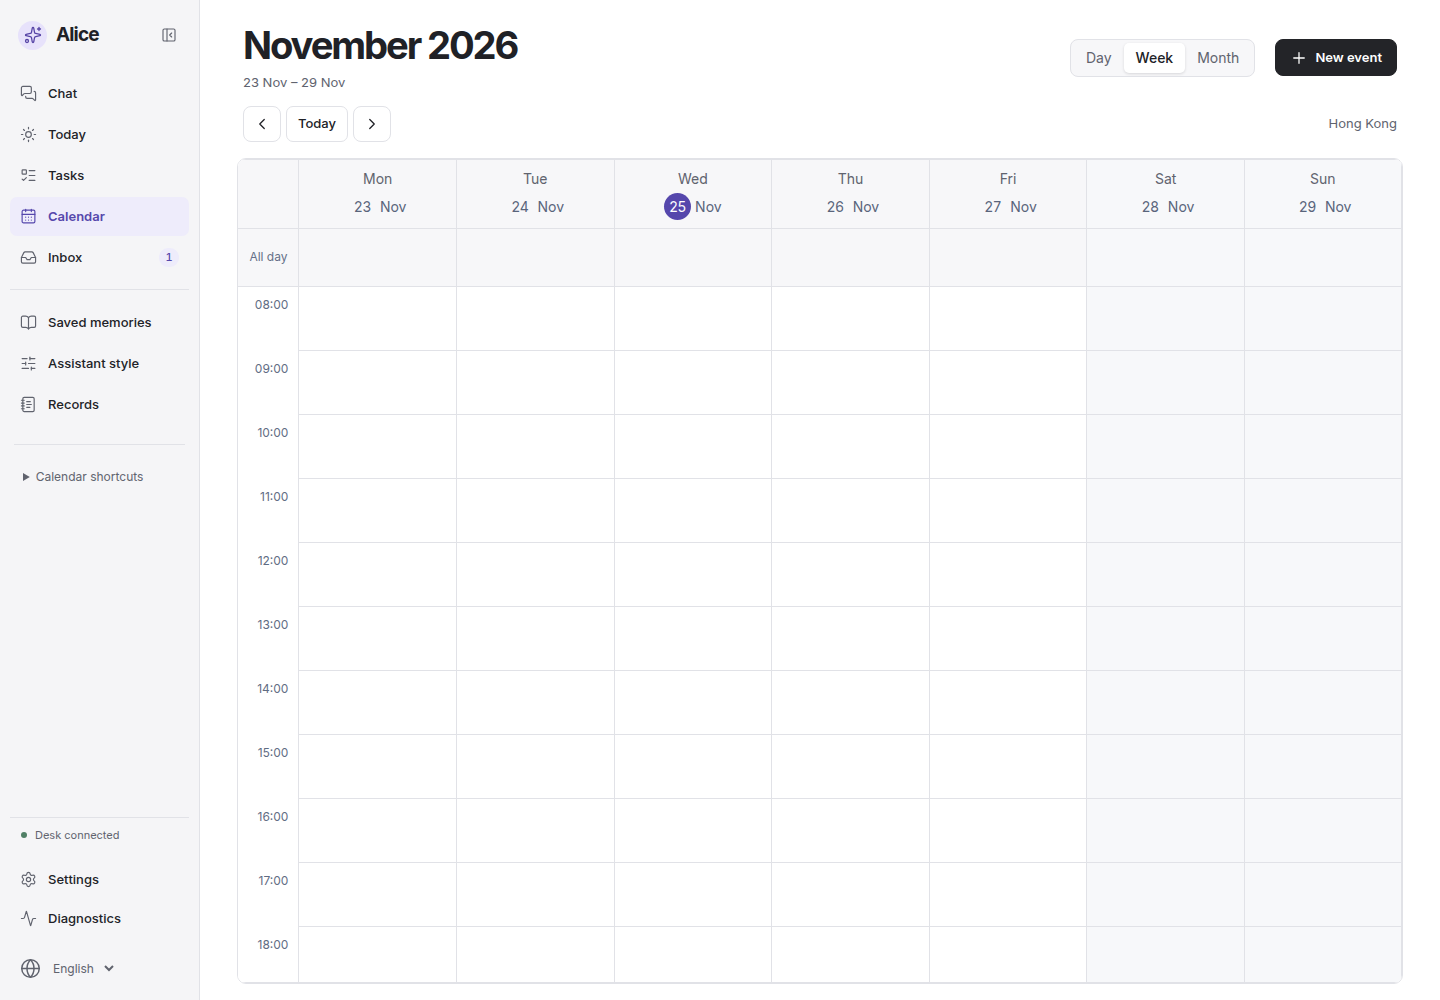 Alice
Chat
Today
Tasks
Calendar
Inbox 1
Saved memories
Assistant style
Records
Calendar shortcuts
Desk connected
Settings
Diagnostics
English
November 2026
23 Nov – 29 Nov
Day Week Month
New event
Today
Hong Kong
Mon Tue Wed Thu Fri Sat Sun
23 Nov 24 Nov 25 Nov 26 Nov 27 Nov 28 Nov 29 Nov
All day
08:00
09:00
10:00
11:00
12:00
13:00
14:00
15:00
16:00
17:00
18:00